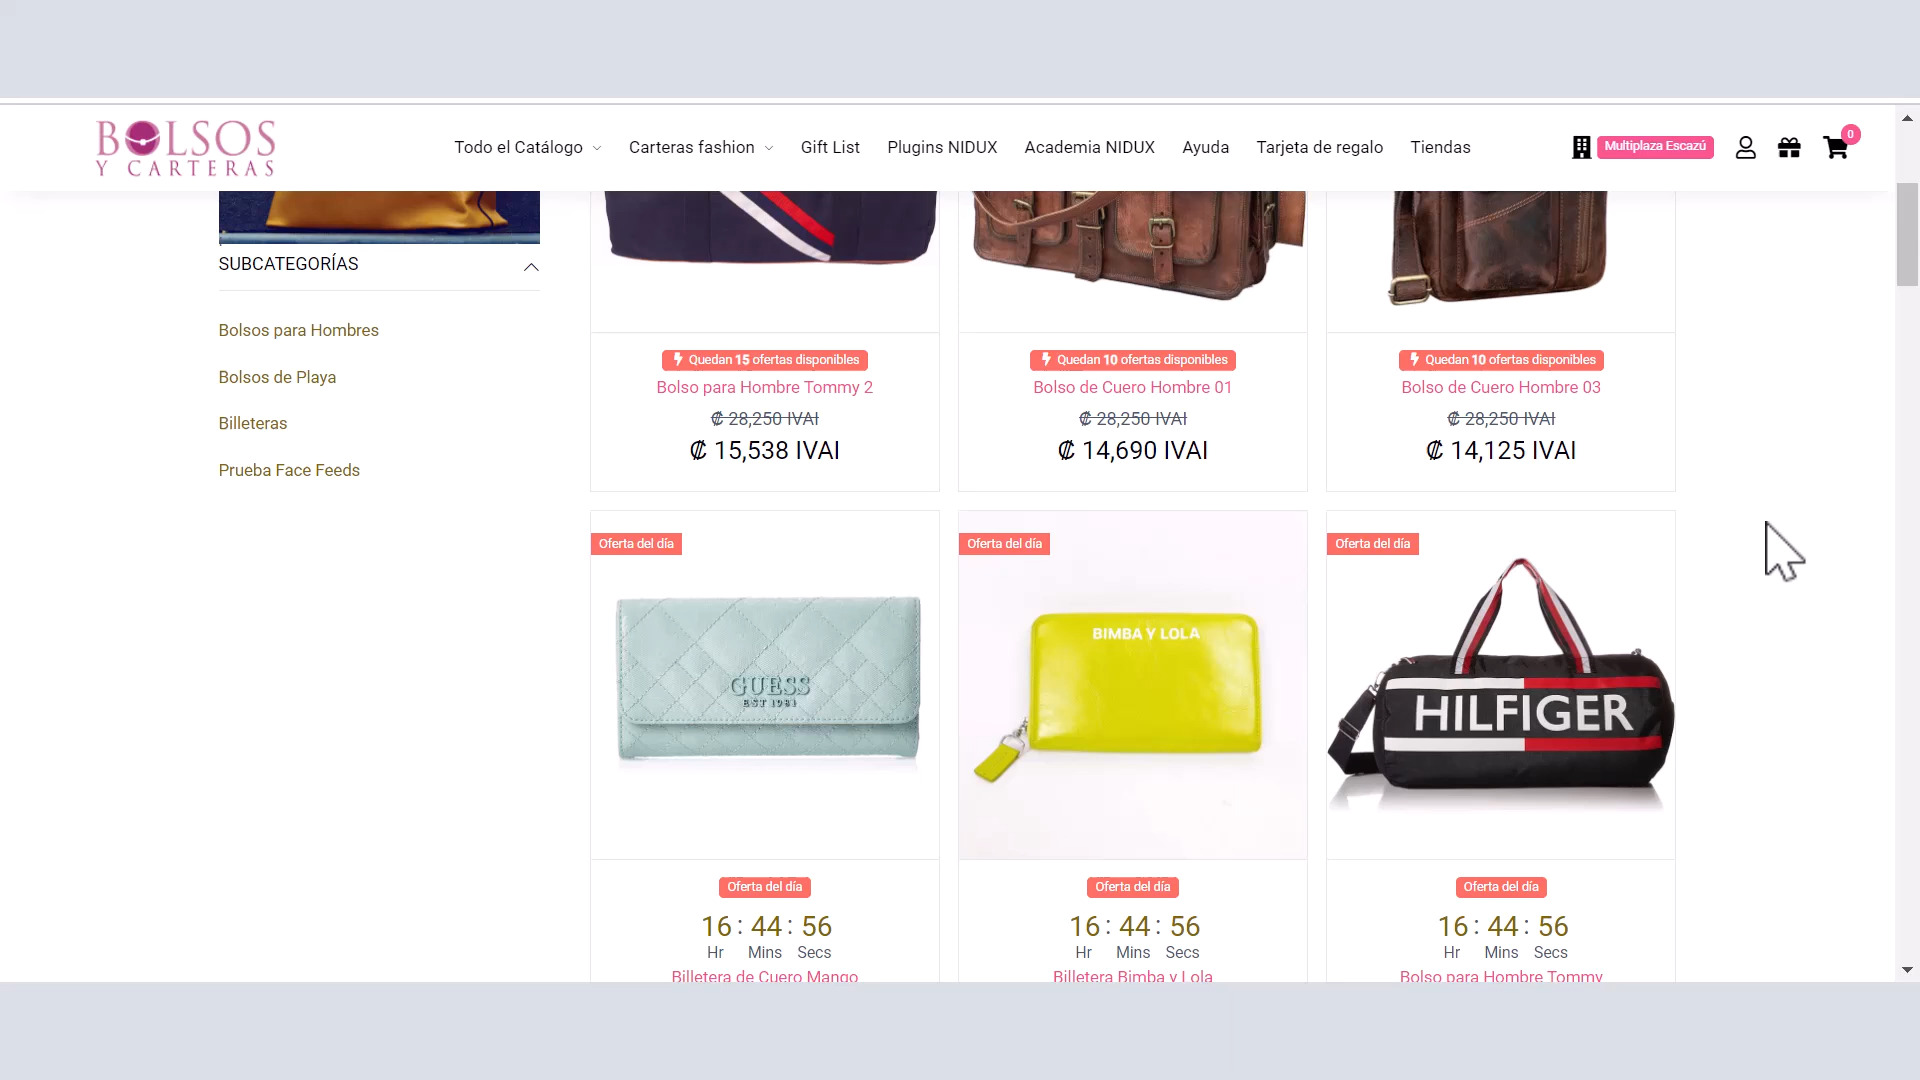 BOLSOS
Y CARTERAS
Todo el Catálogo
Carteras fashion
Gift List
Plugins NIDUX
Academia NIDUX
Ayuda
Tarjeta de regalo
Tiendas
Multiplaza Escazú
0
SUBCATEGORÍAS
Bolsos para Hombres
Bolsos de Playa
Billeteras
Prueba Face Feeds
Quedan 15 ofertas disponibles
Bolso para Hombre Tommy 2
₡ 28,250 IVAI
₡ 15,538 IVAI
Quedan 10 ofertas disponibles
Bolso de Cuero Hombre 01
₡ 28,250 IVAI
₡ 14,690 IVAI
Quedan 10 ofertas disponibles
Bolso de Cuero Hombre 03
₡ 28,250 IVAI
₡ 14,125 IVAI
Oferta del día
GUESS
EST 1981
Oferta del día
16 : 44 : 56
Hr Mins Secs
Billetera de Cuero Mango
Oferta del día
BIMBA Y LOLA
Oferta del día
16 : 44 : 56
Hr Mins Secs
Billetera Bimba y Lola
Oferta del día
HILFIGER
Oferta del día
16 : 44 : 56
Hr Mins Secs
Bolso para Hombre Tommy